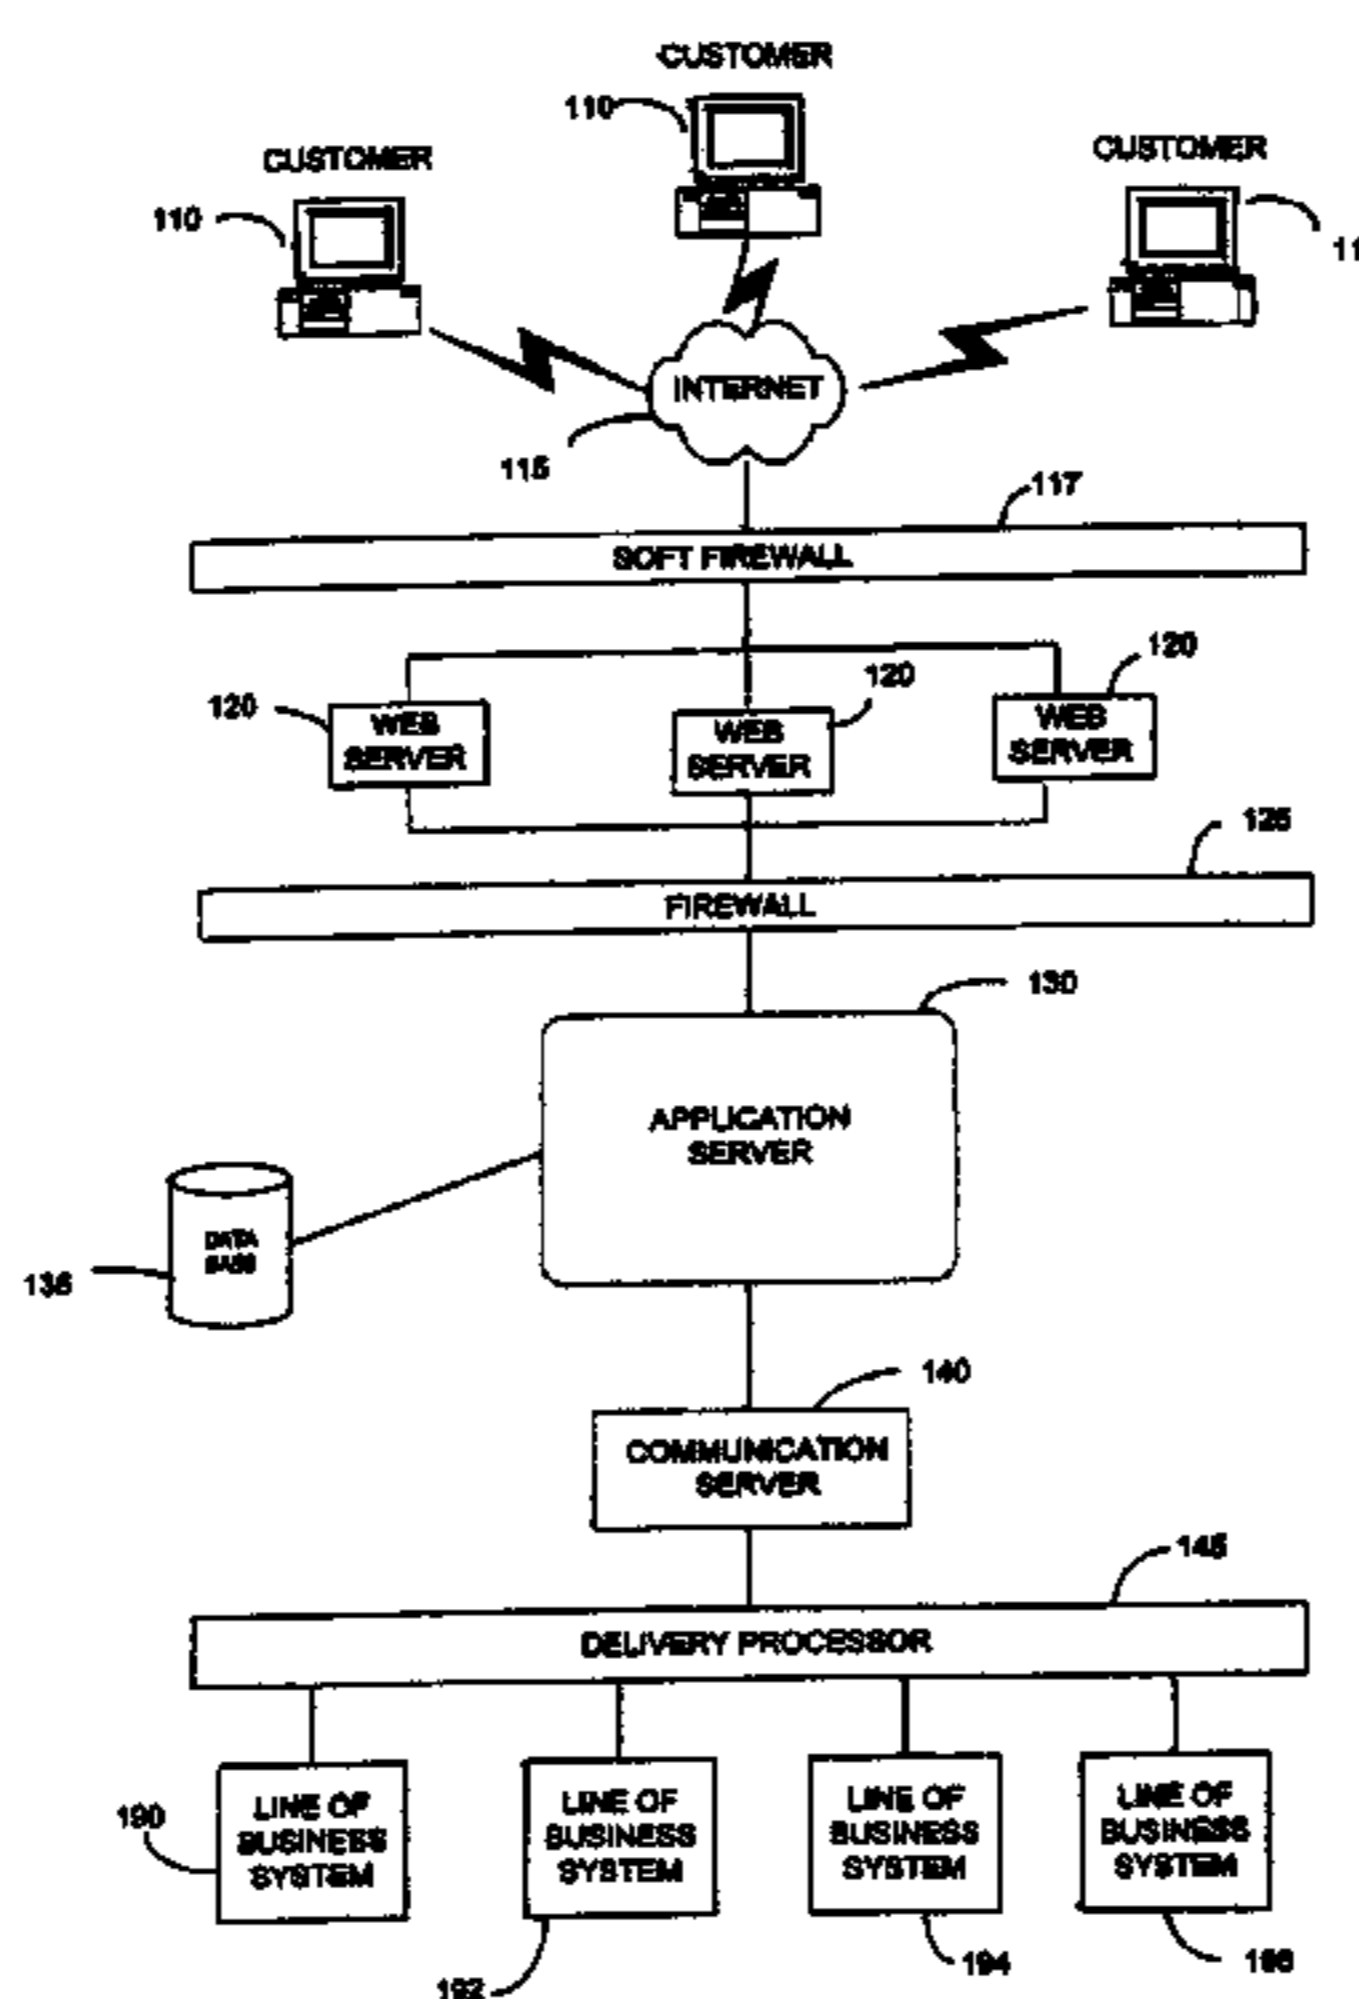 CUSTOMER
110
CUSTOMER
110
CUSTOMER
11
INTERNET
115
117
SOFT FIREWALL
120
WEB
SERVER
120
WEB
SERVER
120
WEB
SERVER
125
FIREWALL
130
APPLICATION
SERVER
DATA
BASE
135
140
COMMUNICATION
SERVER
145
DELIVERY PROCESSOR
190
LINE OF
BUSINESS
SYSTEM
LINE OF
BUSINESS
SYSTEM
192
LINE OF
BUSINESS
SYSTEM
194
LINE OF
BUSINESS
SYSTEM